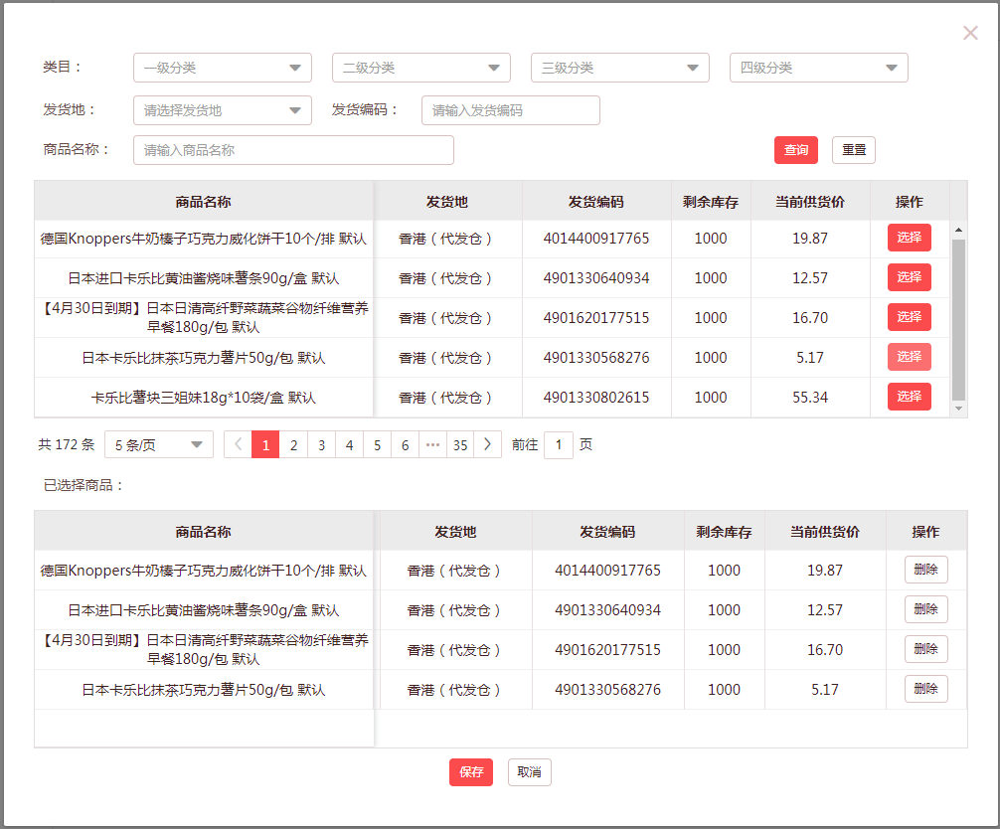 类目： 一级分类 二级分类 三级分类 四级分类
发货地： 请选择发货地 发货编码： 请输入发货编码
商品名称： 请输入商品名称 查询 重置
商品名称 发货地 发货编码 剩余库存 当前供货价 操作
德国Knoppers牛奶榛子巧克力威化饼干10个/排 默认 香港（代发仓） 4014400917765 1000 19.87 选择
日本进口卡乐比黄油酱烧味薯条90g/盒 默认 香港（代发仓） 4901330640934 1000 12.57 选择
【4月30日到期】日本日清高纤野菜蔬菜谷物纤维营养
早餐180g/包 默认 香港（代发仓） 4901620177515 1000 16.70 选择
日本卡乐比抹茶巧克力薯片50g/包 默认 香港（代发仓） 4901330568276 1000 5.17 选择
卡乐比薯块三姐妹18g*10袋/盒 默认 香港（代发仓） 4901330802615 1000 55.34 选择
共 172 条 5 条/页 1 2 3 4 5 6 ••• 35 前往 1 页
已选择商品：
商品名称 发货地 发货编码 剩余库存 当前供货价 操作
德国Knoppers牛奶榛子巧克力威化饼干10个/排 默认 香港（代发仓） 4014400917765 1000 19.87 删除
日本进口卡乐比黄油酱烧味薯条90g/盒 默认 香港（代发仓） 4901330640934 1000 12.57 删除
【4月30日到期】日本日清高纤野菜蔬菜谷物纤维营养
早餐180g/包 默认 香港（代发仓） 4901620177515 1000 16.70 删除
日本卡乐比抹茶巧克力薯片50g/包 默认 香港（代发仓） 4901330568276 1000 5.17 删除
保存 取消